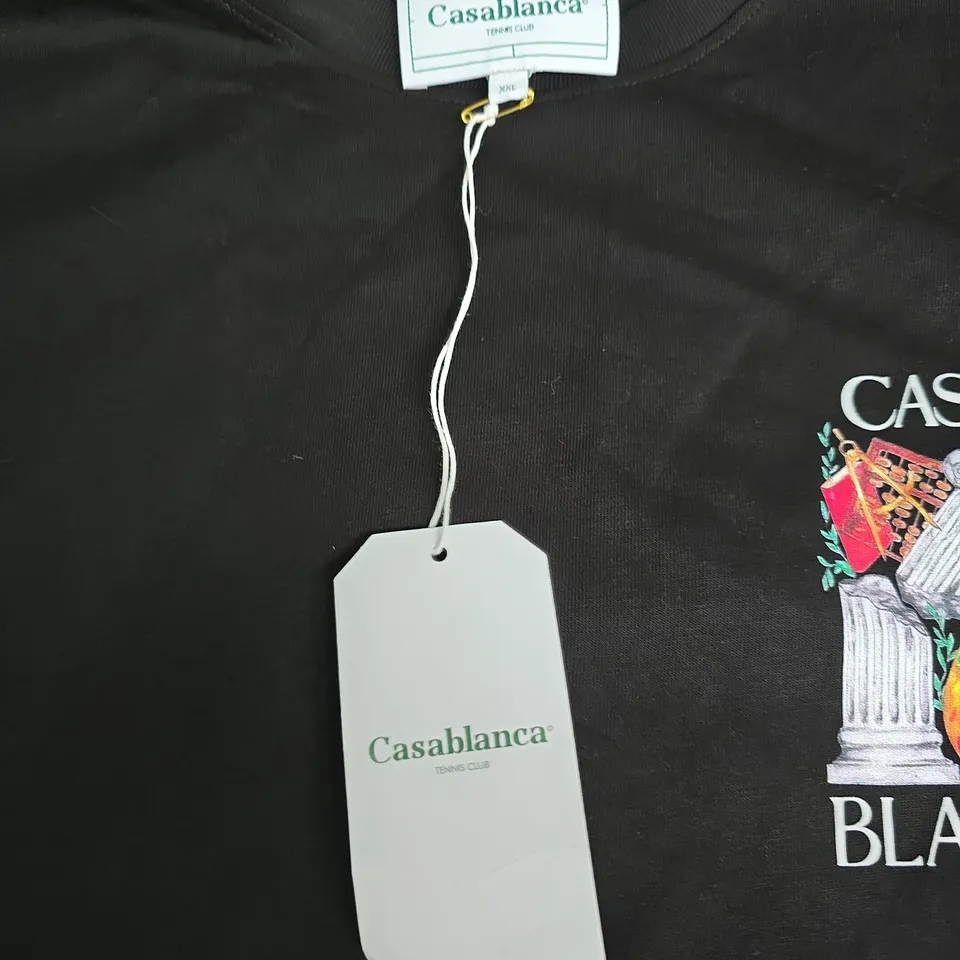 Casablanca®
TENNIS CLUB
XXL
CAS
Casablanca©
TENNIS CLUB
BLA